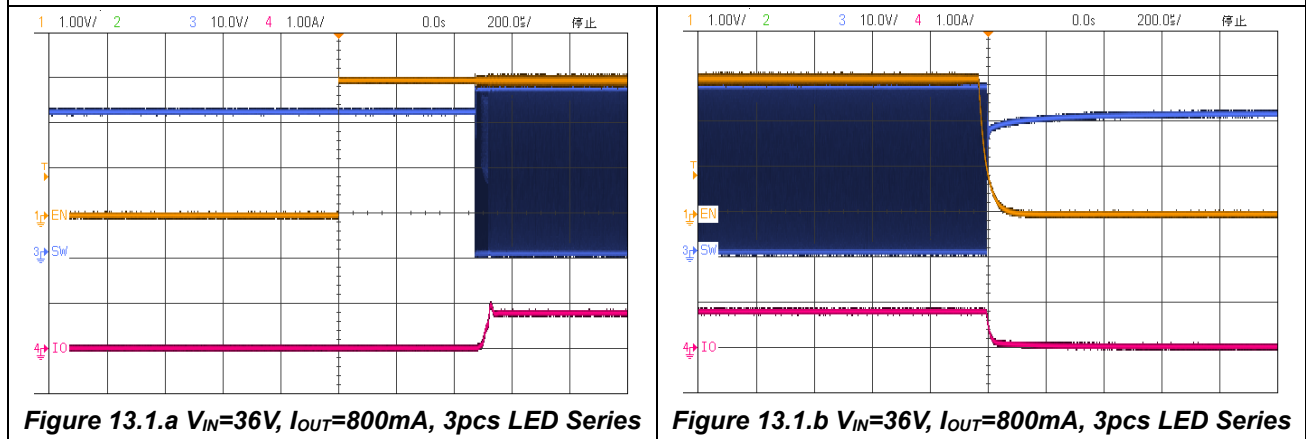 1 1.00V/ 2 3 10.0V/ 4 1.00A/ 0.0s 200.0㎲/ 停止
T
1 EN
3 SW
4 IO
Figure 13.1.a VIN=36V, IOUT=800mA, 3pcs LED Series
1 1.00V/ 2 3 10.0V/ 4 1.00A/ 0.0s 200.0㎲/ 停止
T
1 EN
3 SW
4 IO
Figure 13.1.b VIN=36V, IOUT=800mA, 3pcs LED Series